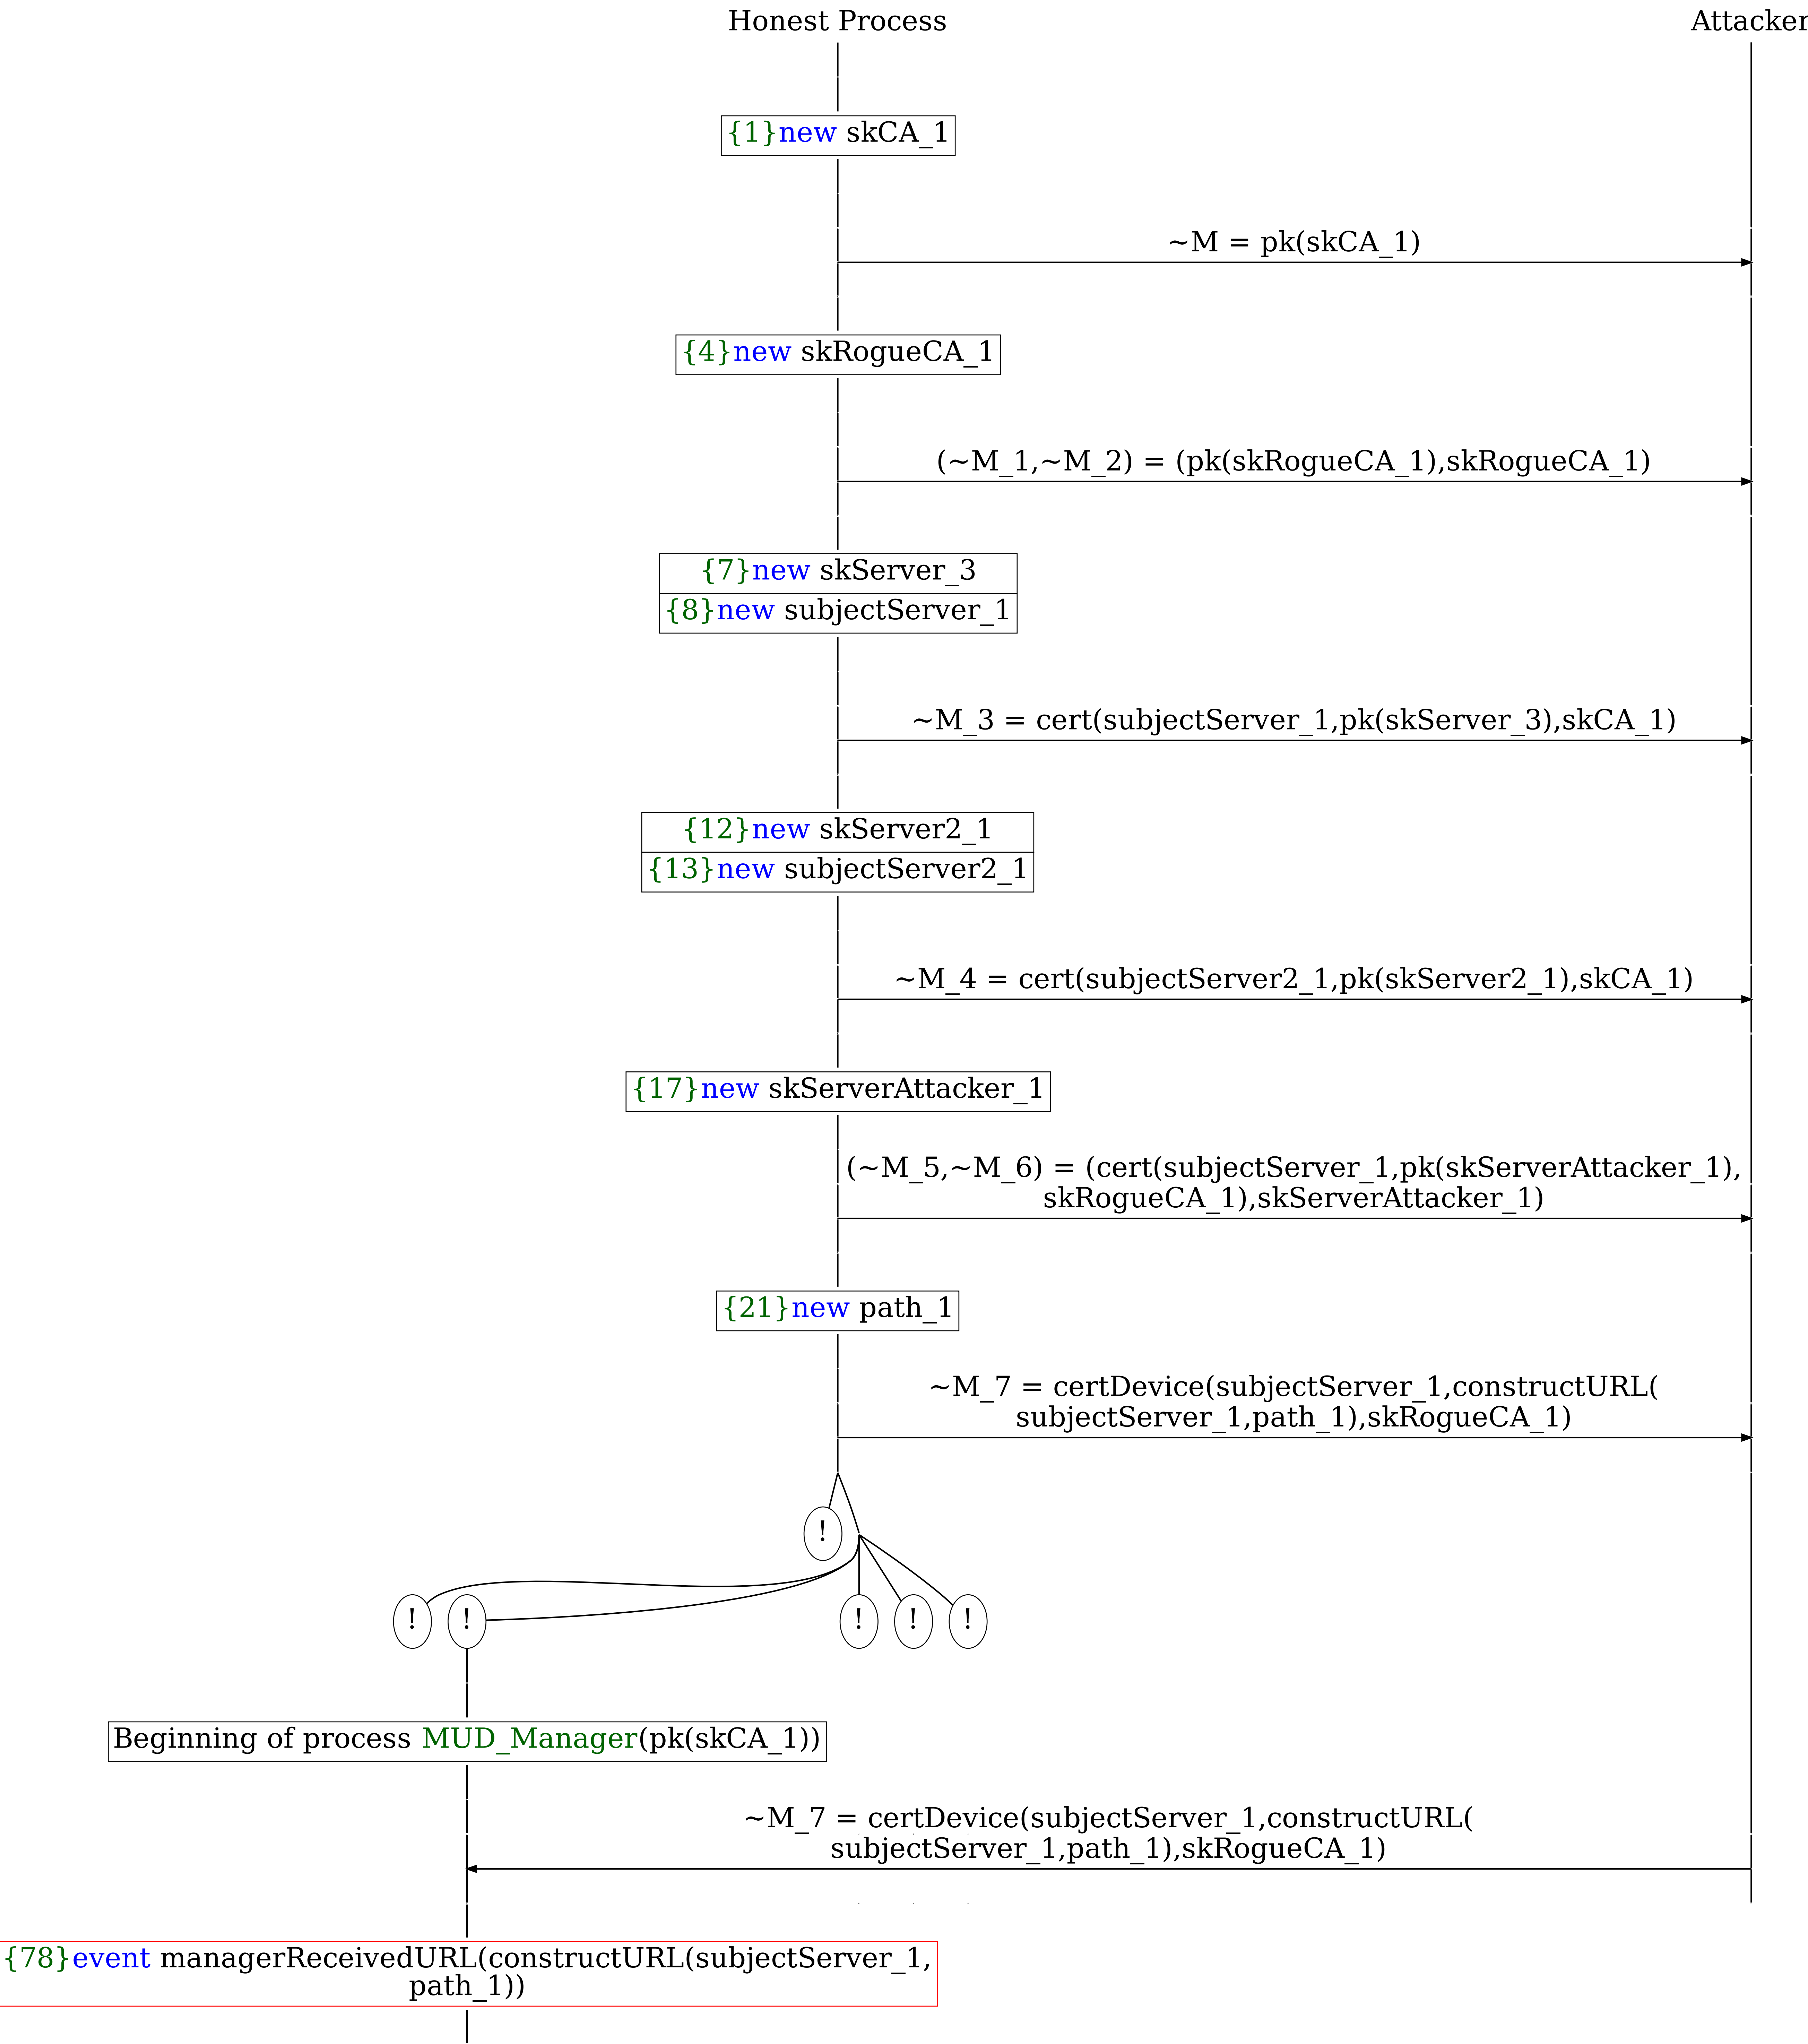 Honest Process
Attacker
{1}new skCA_1
~M = pk(skCA_1)
{4}new skRogueCA_1
(~M_1,~M_2) = (pk(skRogueCA_1),skRogueCA_1)
{7}new skServer_3
{8}new subjectServer_1
~M_3 = cert(subjectServer_1,pk(skServer_3),skCA_1)
{12}new skServer2_1
{13}new subjectServer2_1
~M_4 = cert(subjectServer2_1,pk(skServer2_1),skCA_1)
{17}new skServerAttacker_1
(~M_5,~M_6) = (cert(subjectServer_1,pk(skServerAttacker_1),
skRogueCA_1),skServerAttacker_1)
{21}new path_1
~M_7 = certDevice(subjectServer_1,constructURL(
subjectServer_1,path_1),skRogueCA_1)
!
! ! ! ! !
Beginning of process MUD_Manager(pk(skCA_1))
~M_7 = certDevice(subjectServer_1,constructURL(
subjectServer_1,path_1),skRogueCA_1)
{78}event managerReceivedURL(constructURL(subjectServer_1,
path_1))